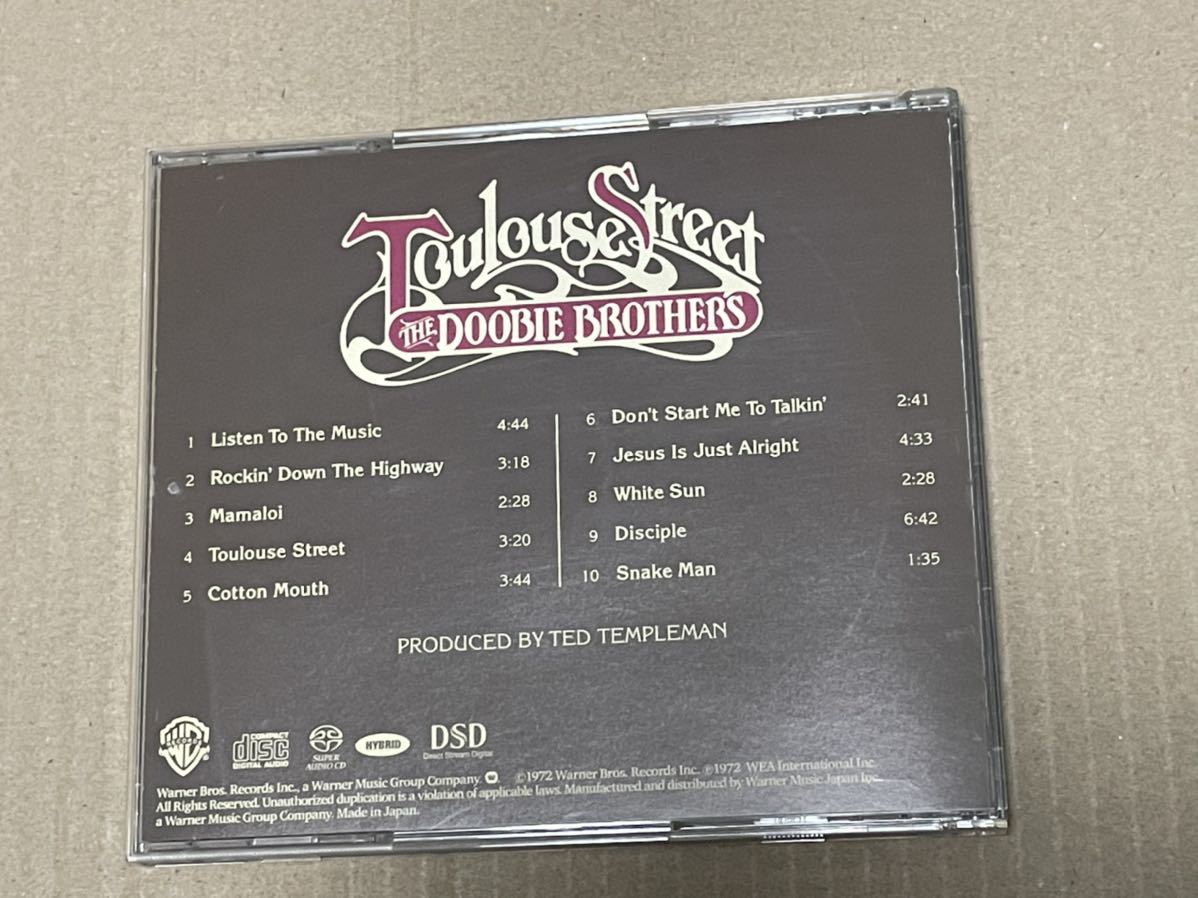 Toulouse Street
THE DOOBIE BROTHERS
1 Listen To The Music 4:44
2 Rockin' Down The Highway 3:18
3 Mamaloi 2:28
4 Toulouse Street 3:20
5 Cotton Mouth 3:44
6 Don't Start Me To Talkin' 2:41
7 Jesus Is Just Alright 4:33
8 White Sun 2:28
9 Disciple 6:42
10 Snake Man 1:35
PRODUCED BY TED TEMPLEMAN
WB
RECORDS
COMPACT
disc
DIGITAL AUDIO
SUPER
AUDIO CD
HYBRID
DSD
Direct Stream Digital
Warner Bros. Records Inc., a Warner Music Group Company. ©1972 Warner Bros. Records Inc. ℗1972 WEA International Inc.
All Rights Reserved. Unauthorized duplication is a violation of applicable laws. Manufactured and distributed by Warner Music Japan Inc.,
a Warner Music Group Company. Made in Japan.